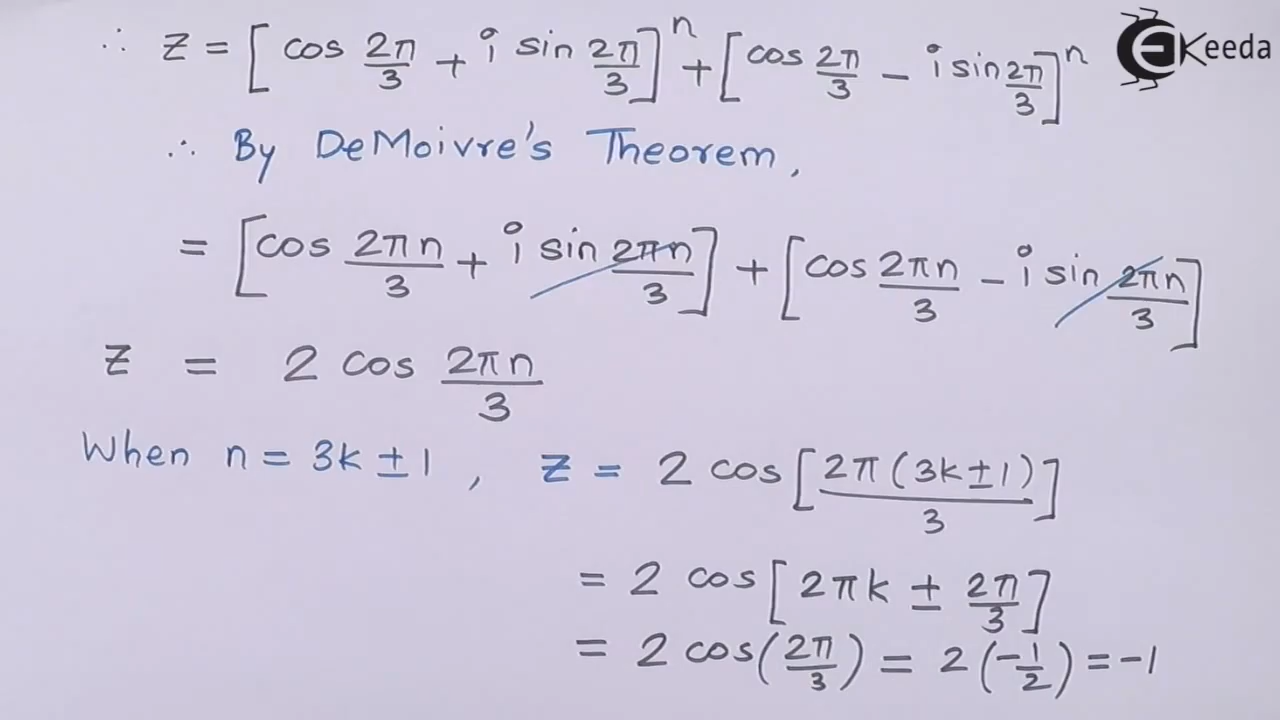 ∴ Z = [cos 2π/3 + i sin 2π/3]ⁿ + [cos 2π/3 − i sin 2π/3]ⁿ
Ekeeda
∴ By DeMoivre's Theorem,
= [cos 2πn/3 + i sin 2πn/3] + [cos 2πn/3 − i sin 2πn/3]
Z = 2 cos 2πn/3
When n = 3k ± 1, Z = 2 cos [2π(3k±1)/3]
= 2 cos [2πk ± 2π/3]
= 2 cos(2π/3) = 2(−1/2) = −1